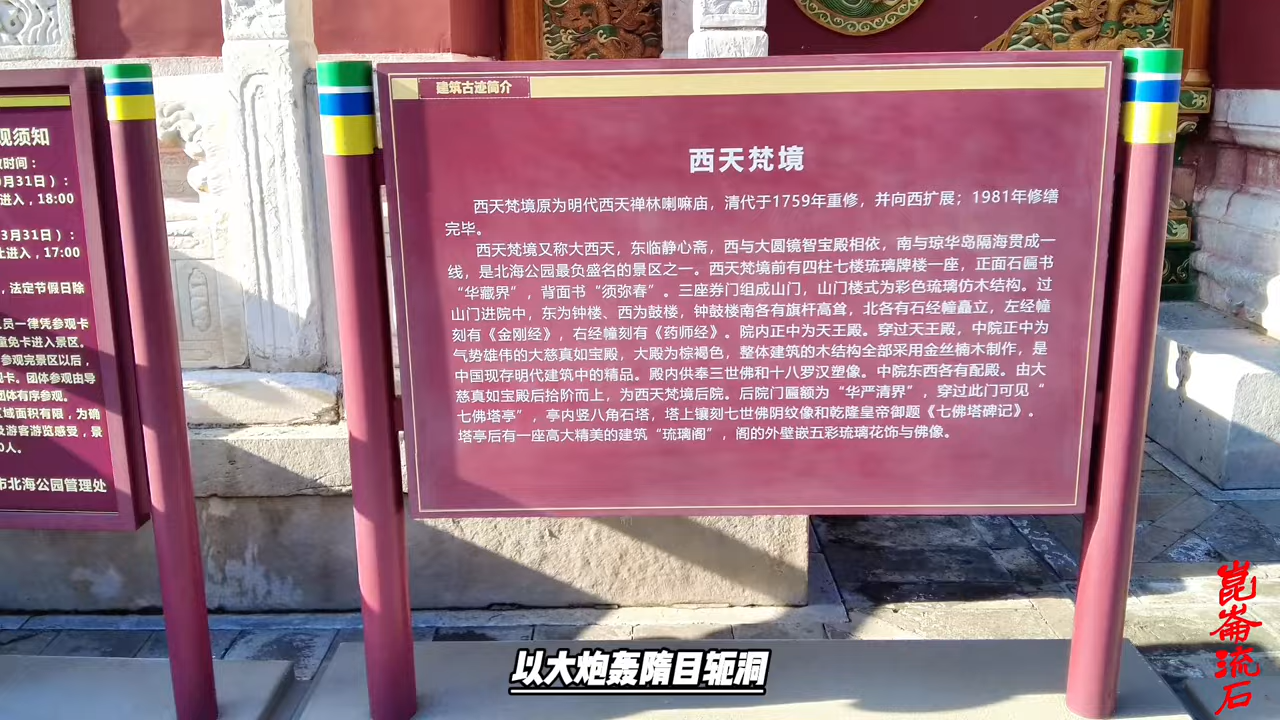 观须知
时间：
月31日）：
进入，18:00
3月31日）：
止进入，17:00
，法定节假日除
员一律凭参观卡
童免卡进入景区。
参观完景区以后，
观卡。团体参观由导
团体有序参观。
区域面积有限，为确
及游客游览感受，景
0人。
市北海公园管理处
建筑古迹简介
西天梵境
西天梵境原为明代西天禅林喇嘛庙，清代于1759年重修，并向西扩展；1981年修缮
完毕。
西天梵境又称大西天，东临静心斋，西与大圆镜智宝殿相依，南与琼华岛隔海贯成一
线，是北海公园最负盛名的景区之一。西天梵境前有四柱七楼琉璃牌楼一座，正面石匾书
“华藏界”，背面书“须弥春”。三座券门组成山门，山门楼式为彩色琉璃仿木结构。过
山门进院中，东为钟楼、西为鼓楼，钟鼓楼南各有旗杆高耸，北各有石经幢矗立，左经幢
刻有《金刚经》，右经幢刻有《药师经》。院内正中为天王殿。穿过天王殿，中院正中为
气势雄伟的大慈真如宝殿，大殿为棕褐色，整体建筑的木结构全部采用金丝楠木制作，是
中国现存明代建筑中的精品。殿内供奉三世佛和十八罗汉塑像。中院东西各有配殿。由大
慈真如宝殿后拾阶而上，为西天梵境后院。后院门匾额为“华严清界”，穿过此门可见“
七佛塔亭”，亭内竖八角石塔，塔上镶刻七世佛阴纹像和乾隆皇帝御题《七佛塔碑记》。
塔亭后有一座高大精美的建筑“琉璃阁”，阁的外壁嵌五彩琉璃花饰与佛像。
以大炮轰隋目轭洞
崑崙流石